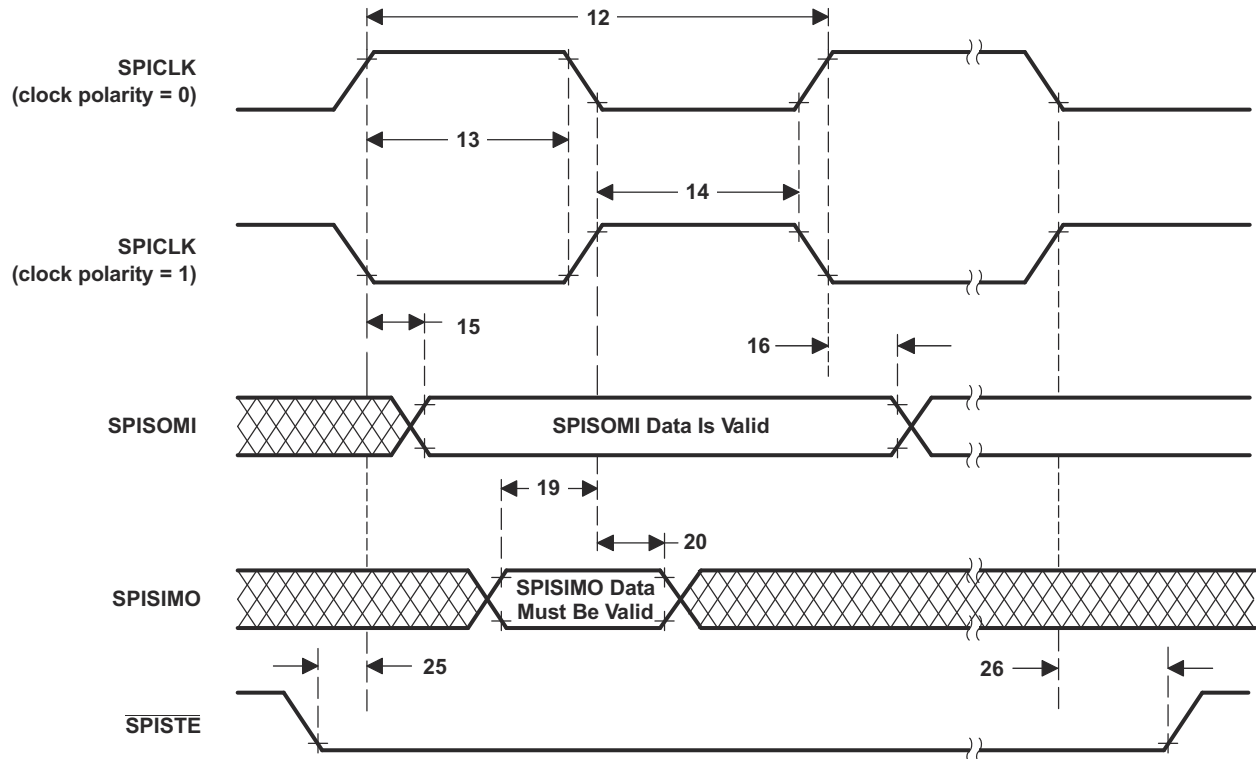 12
SPICLK
(clock polarity = 0)
13
14
SPICLK
(clock polarity = 1)
15
16
SPISOMI
SPISOMI Data Is Valid
19
20
SPISIMO
SPISIMO Data
Must Be Valid
25
26
SPISTE